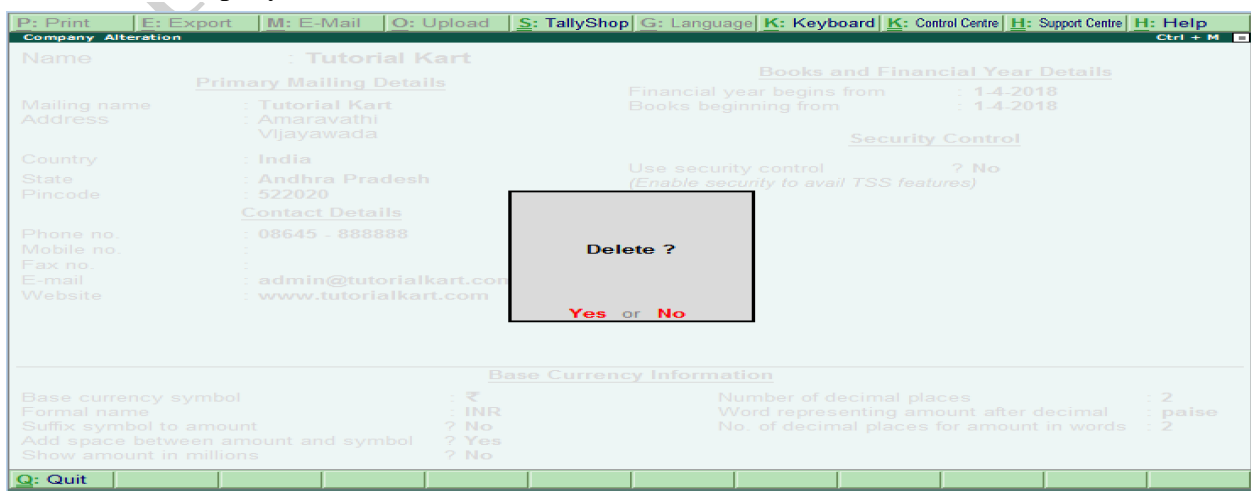 P: Print E: Export M: E-Mail O: Upload S: TallyShop G: Language K: Keyboard K: Control Centre H: Support Centre H: Help
Company Alteration Ctrl + M
Name : Tutorial Kart
Primary Mailing Details
Mailing name : Tutorial Kart
Address : Amaravathi
Vijayawada
Country : India
State : Andhra Pradesh
Pincode : 522020
Contact Details
Phone no. : 08645 - 888888
Mobile no. :
Fax no. :
E-mail : admin@tutorialkart.com
Website : www.tutorialkart.com
Books and Financial Year Details
Financial year begins from : 1-4-2018
Books beginning from : 1-4-2018
Security Control
Use security control ? No
(Enable security to avail TSS features)
Delete ?
Yes or No
Base Currency Information
Base currency symbol : ₹
Formal name : INR
Suffix symbol to amount ? No
Add space between amount and symbol ? Yes
Show amount in millions ? No
Number of decimal places : 2
Word representing amount after decimal : paise
No. of decimal places for amount in words : 2
Q: Quit